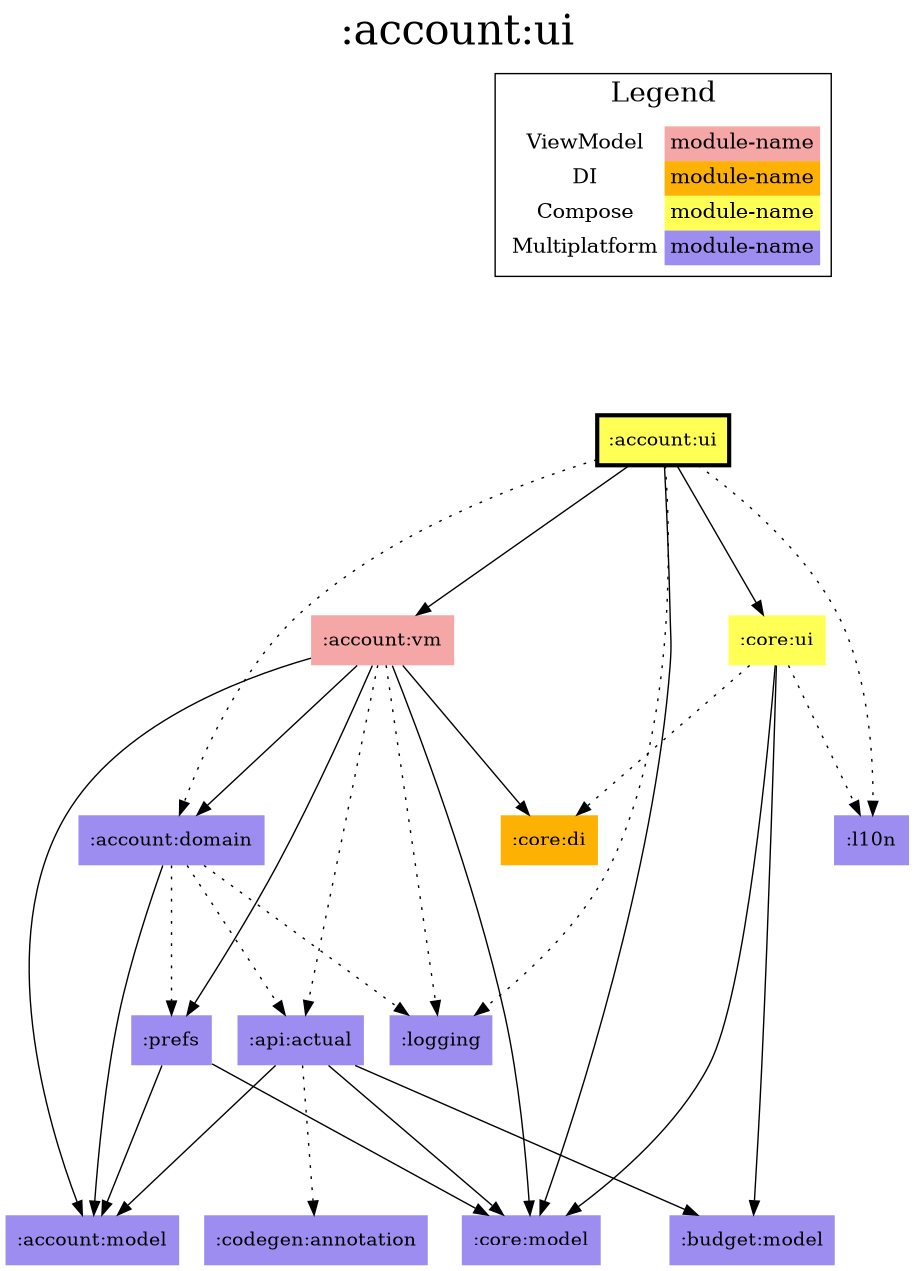 :account:ui
Legend
ViewModel module-name
DI module-name
Compose module-name
Multiplatform module-name
:account:ui
:account:vm :core:ui
:account:domain :core:di :l10n
:prefs :api:actual :logging
:account:model :codegen:annotation :core:model :budget:model